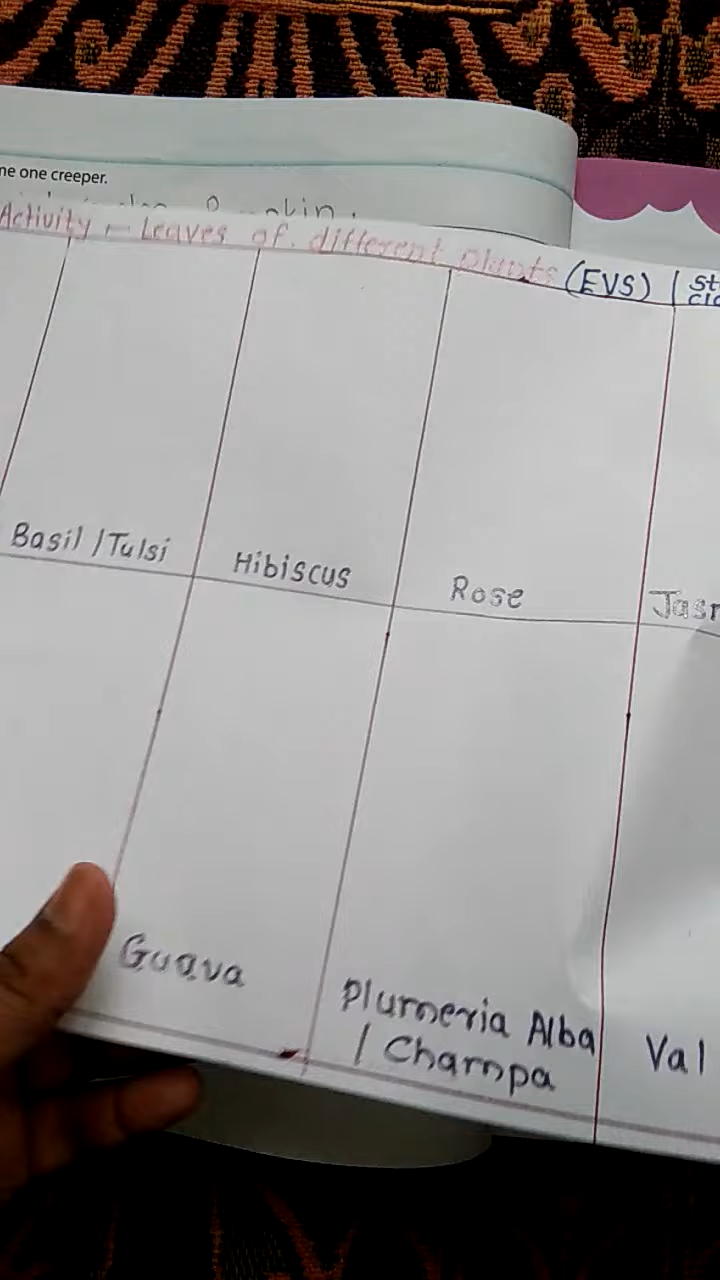 ne one creeper.
Activity - Leaves of different plants (EVS)
Basil / Tulsi
Hibiscus
Rose
Guava
Plumeria Alba
/ Champa
Val